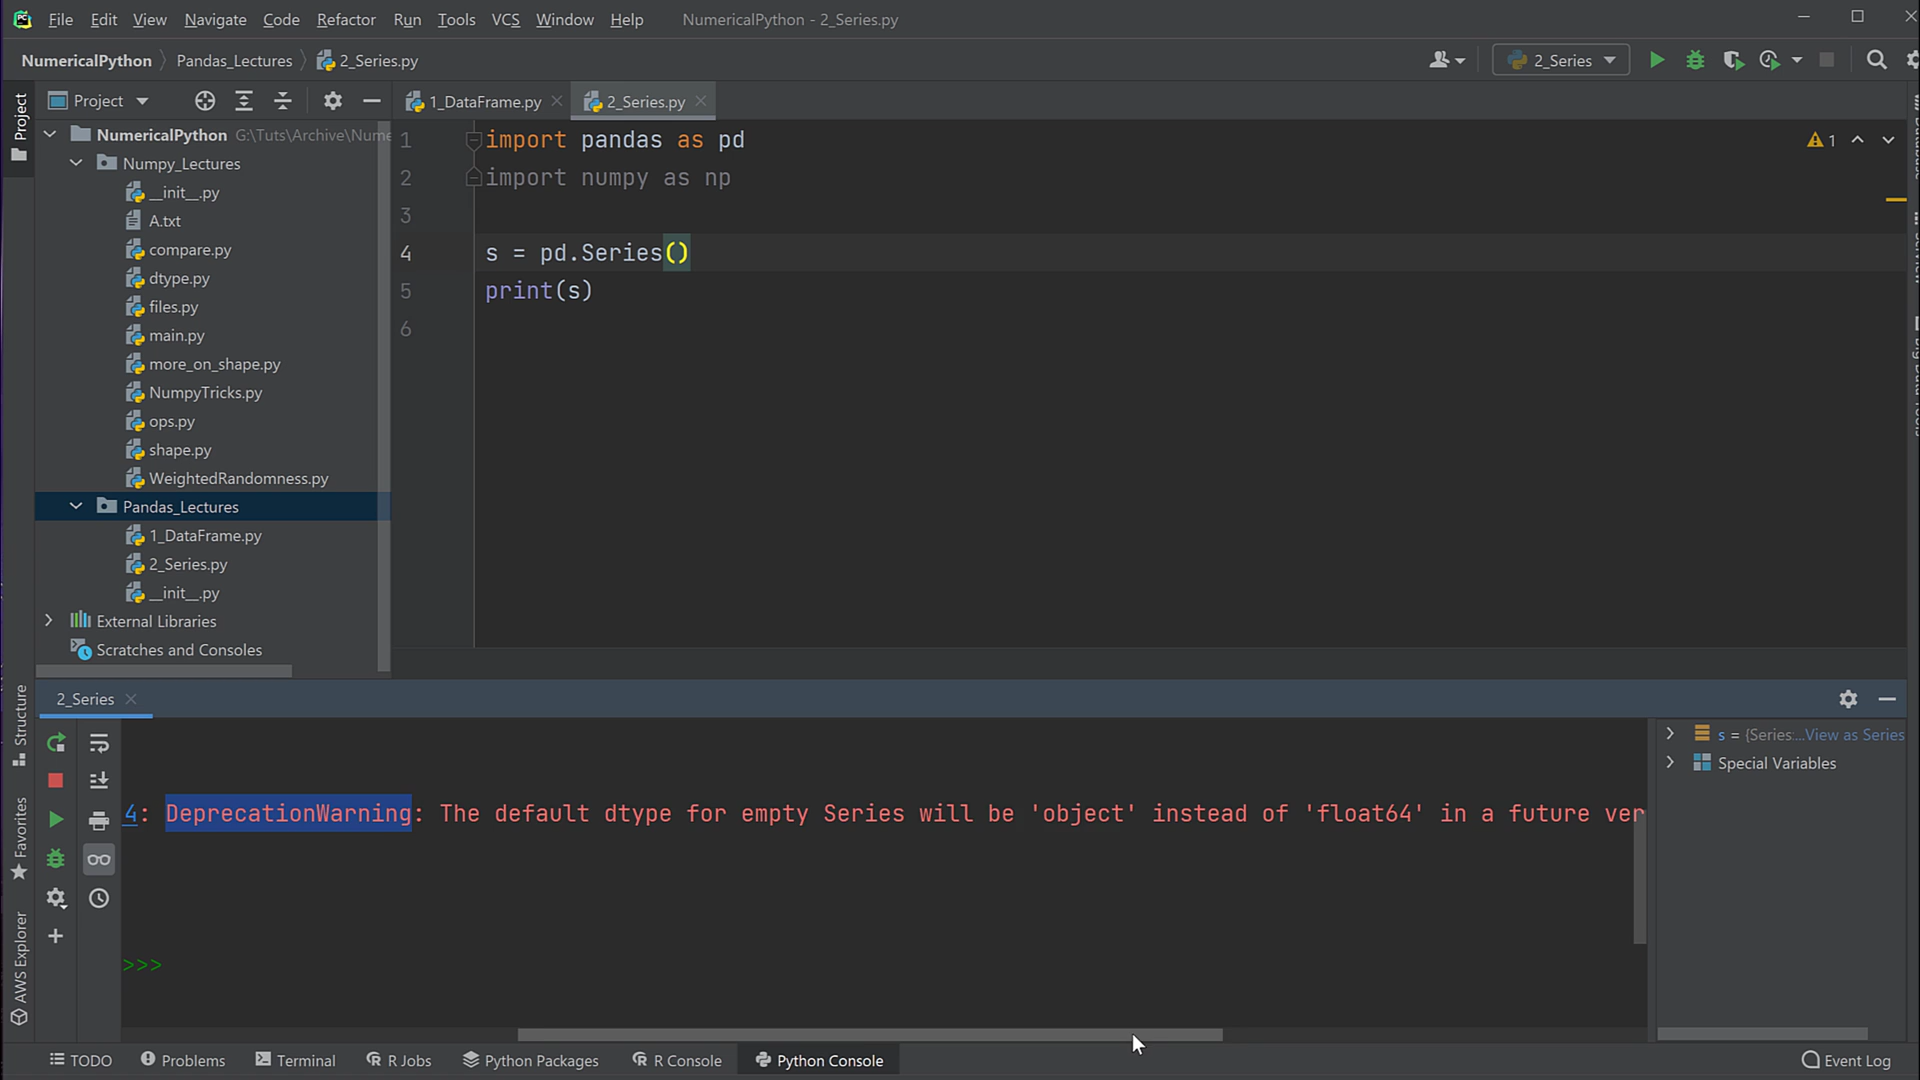 File Edit View Navigate Code Refactor Run Tools VCS Window Help NumericalPython - 2_Series.py
NumericalPython Pandas_Lectures 2_Series.py 2_Series
Project
Project
1_DataFrame.py 2_Series.py
NumericalPython G:\Tuts\Archive\Nume
Numpy_Lectures
__init__.py
A.txt
compare.py
dtype.py
files.py
main.py
more_on_shape.py
NumpyTricks.py
ops.py
shape.py
WeightedRandomness.py
Pandas_Lectures
1_DataFrame.py
2_Series.py
__init__.py
External Libraries
Scratches and Consoles
1 import pandas as pd
2 import numpy as np
3
4 s = pd.Series()
5 print(s)
6
1
2_Series
4: DeprecationWarning: The default dtype for empty Series will be 'object' instead of 'float64' in a future ver
>>>
s = {Series:...View as Series
Special Variables
Structure
Favorites
AWS Explorer
TODO Problems Terminal R Jobs Python Packages R Console Python Console Event Log